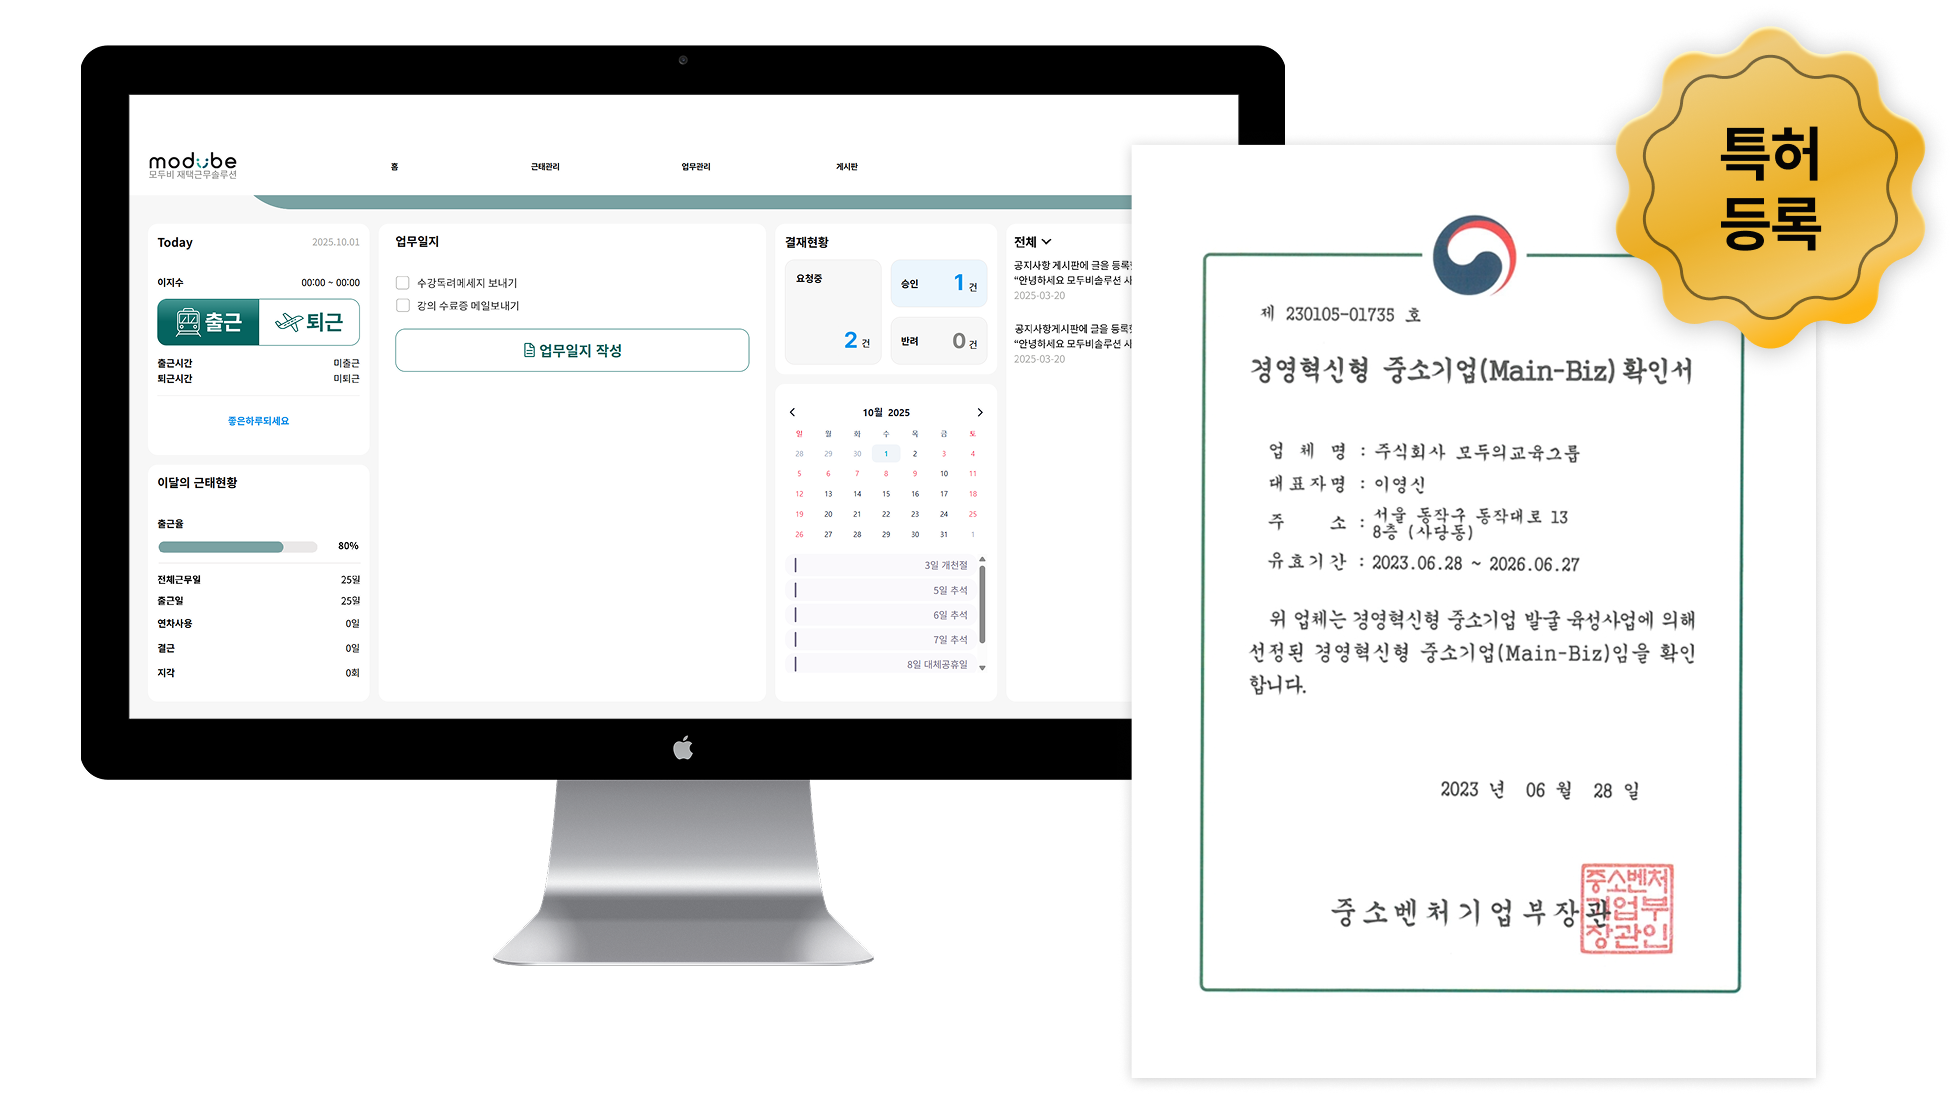 modube
모두비 재택근무솔루션
홈
근태관리
업무관리
게시판
Today
2025.10.01
이지수
00:00 ~ 00:00
출근
퇴근
출근시간
미출근
퇴근시간
미퇴근
좋은하루되세요
이달의 근태현황
출근율
80%
전체근무일
25일
출근일
25일
연차사용
0일
결근
0일
지각
0회
업무일지
수강독려메세지 보내기
강의 수료증 메일보내기
업무일지 작성
결재현황
요청중
2 건
승인
1 건
반려
0 건
10월 2025
일 월 화 수 목 금 토
28 29 30 1 2 3 4
5 6 7 8 9 10 11
12 13 14 15 16 17 18
19 20 21 22 23 24 25
26 27 28 29 30 31 1
3일 개천절
5일 추석
6일 추석
7일 추석
8일 대체공휴일
전체
공지사항 게시판에 글을 등록
"안녕하세요 모두비솔루션 사
2025-03-20
공지사항게시판에 글을 등록
"안녕하세요 모두비솔루션 사
2025-03-20
특허
등록
제 230105-01735 호
경영혁신형 중소기업(Main-Biz) 확인서
업 체 명 : 주식회사 모두의교육그룹
대표자명 : 이영신
주 소 : 서울 동작구 동작대로 13
8층 (사당동)
유효기간 : 2023.06.28 ~ 2026.06.27
위 업체는 경영혁신형 중소기업 발굴 육성사업에 의해
선정된 경영혁신형 중소기업(Main-Biz)임을 확인
합니다.
2023 년 06 월 28 일
중소벤처기업부장관
중소벤처
기업부
장관인